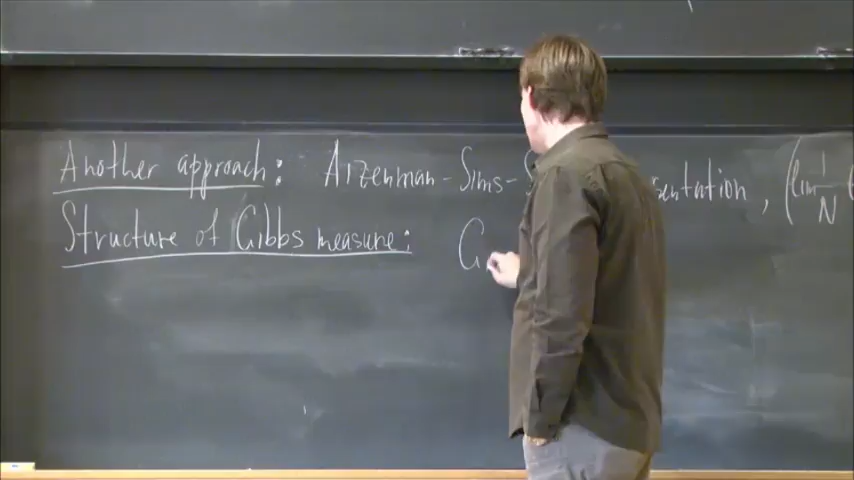 Another approach: Aizenman-Sims- sentation, (lim 1/N (
Structure of Gibbs measure: G